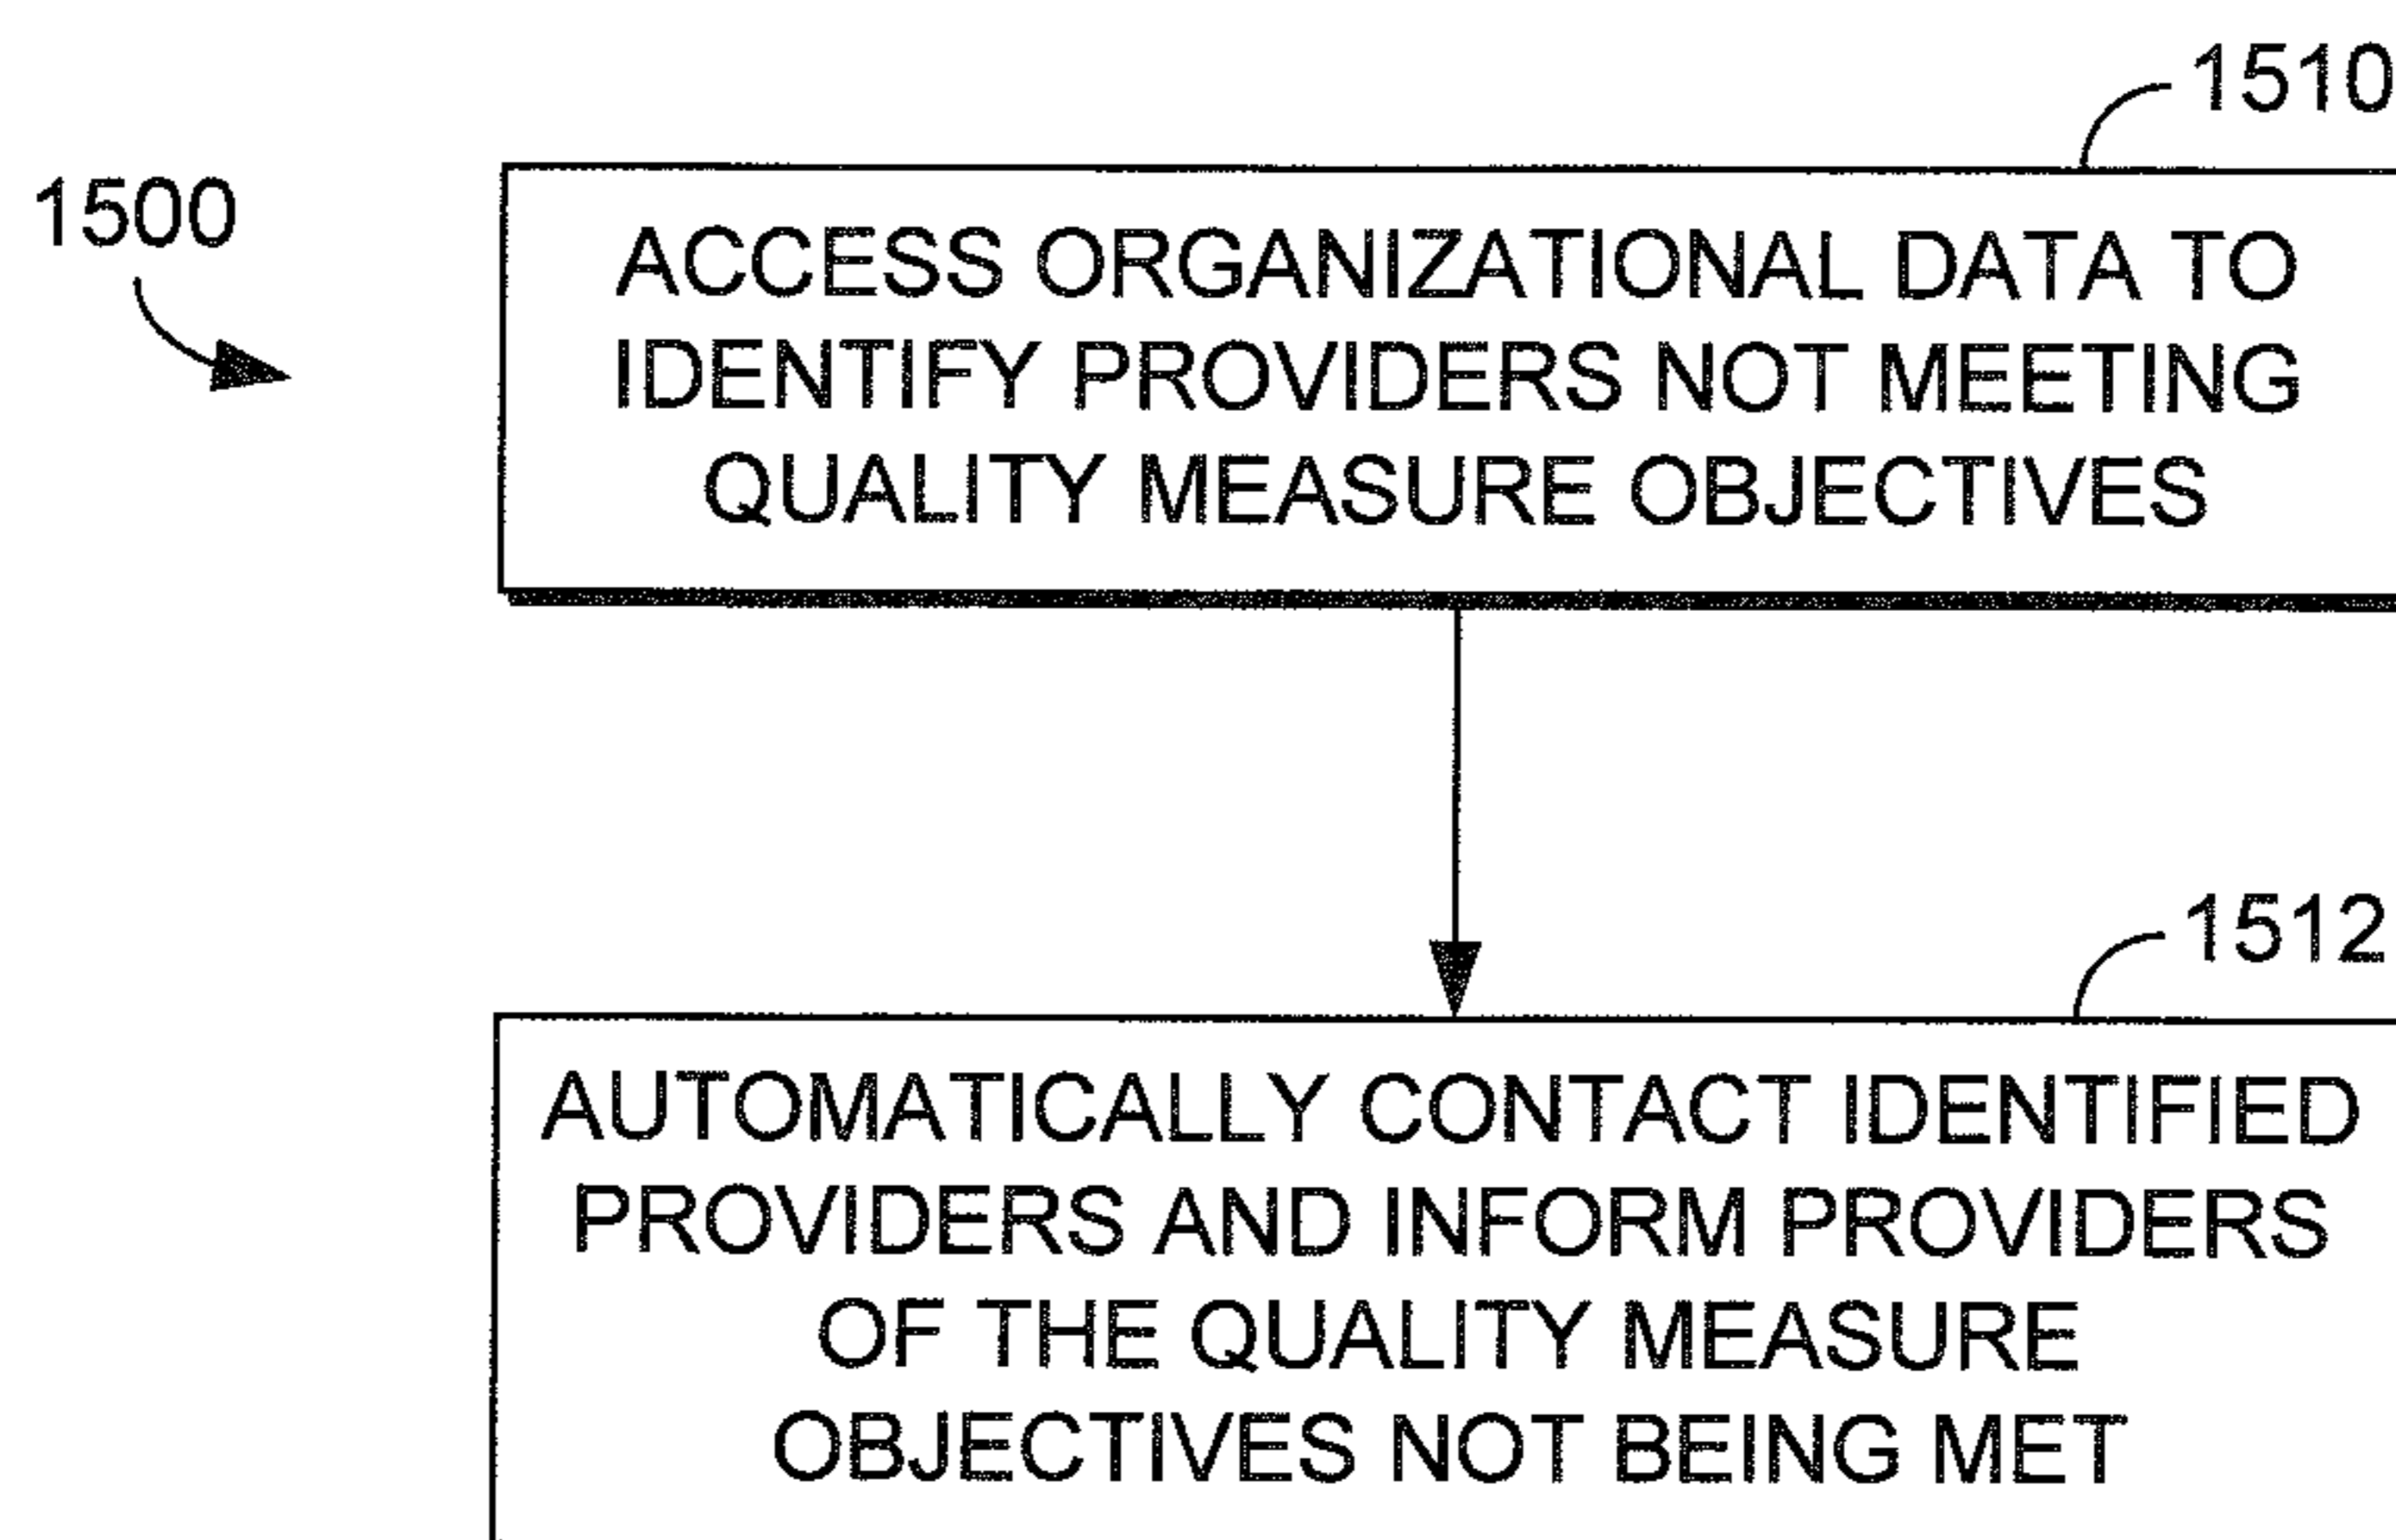 1510
1500
ACCESS ORGANIZATIONAL DATA TO
IDENTIFY PROVIDERS NOT MEETING
QUALITY MEASURE OBJECTIVES
1512
AUTOMATICALLY CONTACT IDENTIFIED
PROVIDERS AND INFORM PROVIDERS
OF THE QUALITY MEASURE
OBJECTIVES NOT BEING MET